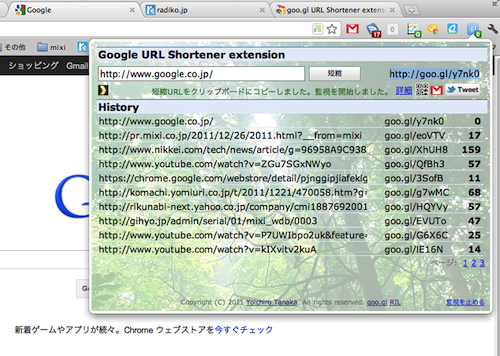 Google
radiko.jp
goo.gl URL Shortener exten
その他
mixi
17
0
6
ショッピング Gmail
Google URL Shortener extension
http://www.google.co.jp/ 短縮 http://goo.gl/y7nk0
短縮URLをクリップボードにコピーしました。監視を開始しました。 詳細 Tweet
History
http://www.google.co.jp/ goo.gl/y7nk0 0
http://pr.mixi.co.jp/2011/12/26/2011.html?__from=mixi goo.gl/eoVTV 17
http://www.nikkei.com/tech/news/article/g=96958A9C938 goo.gl/XhUH8 159
http://www.youtube.com/watch?v=ZGu7SGxNWyo goo.gl/QfBh3 57
https://chrome.google.com/webstore/detail/pjnggipjiafeklg goo.gl/3SofB 11
http://komachi.yomiuri.co.jp/t/2011/1221/470058.htm?g goo.gl/g7wMC 68
http://rikunabi-next.yahoo.co.jp/company/cmi1887692001 goo.gl/HQYVy 57
http://gihyo.jp/admin/serial/01/mixi_wdb/0003 goo.gl/EVUTo 47
http://www.youtube.com/watch?v=P7UWIbpo2uk&feature= goo.gl/G6X6C 25
http://www.youtube.com/watch?v=kIXvitv2kuA goo.gl/IE16N 14
ページ: 1 2 3
Copyright (C) 2011 Yoichiro Tanaka. All rights reserved. goo.gl RIL 監視を止める
新着ゲームやアプリが続々。Chrome ウェブストアを今すぐチェック